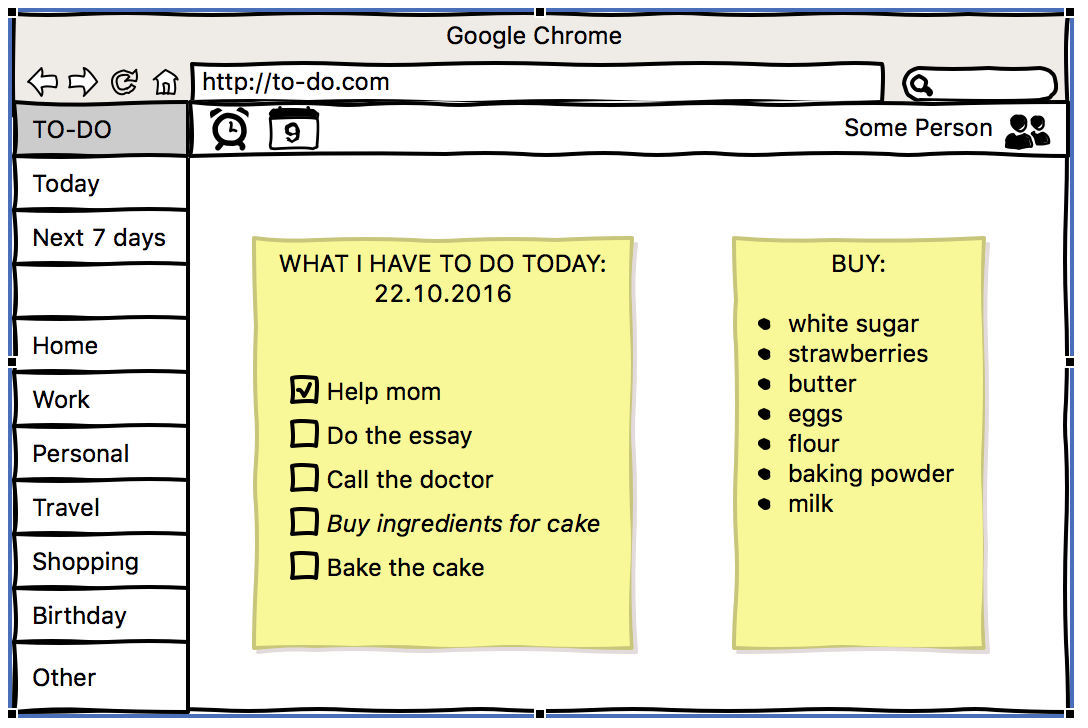 Google Chrome
http://to-do.com
TO-DO
9
Some Person
Today
Next 7 days
Home
Work
Personal
Travel
Shopping
Birthday
Other
WHAT I HAVE TO DO TODAY:
22.10.2016
Help mom
Do the essay
Call the doctor
Buy ingredients for cake
Bake the cake
BUY:
white sugar
strawberries
butter
eggs
flour
baking powder
milk